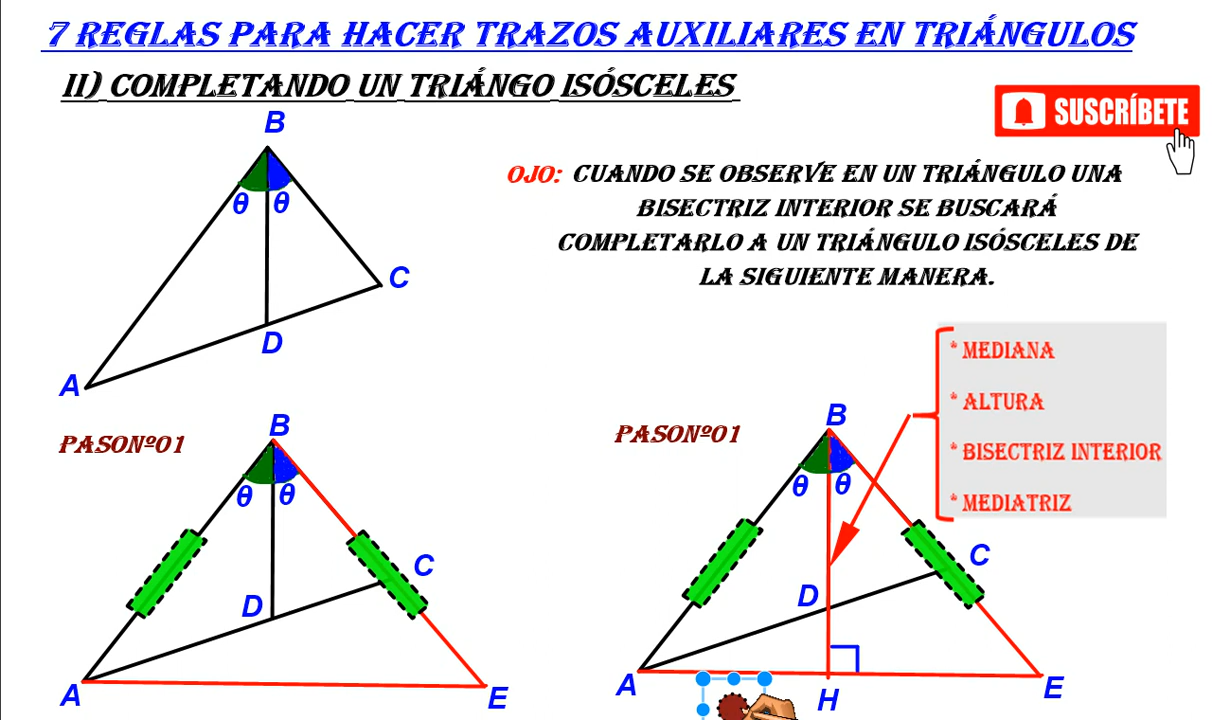 7 REGLAS PARA HACER TRAZOS AUXILIARES EN TRIÁNGULOS
II) COMPLETANDO UN TRIÁNGO ISÓSCELES
SUSCRÍBETE
OJO: CUANDO SE OBSERVE EN UN TRIÁNGULO UNA
BISECTRIZ INTERIOR SE BUSCARÁ
COMPLETARLO A UN TRIÁNGULO ISÓSCELES DE
LA SIGUIENTE MANERA.
B
θ θ
C
D
A
PASONº01
B
θ θ
C
D
A
E
PASONº01
B
θ θ
C
D
A
H
E
* MEDIANA
* ALTURA
* BISECTRIZ INTERIOR
* MEDIATRIZ